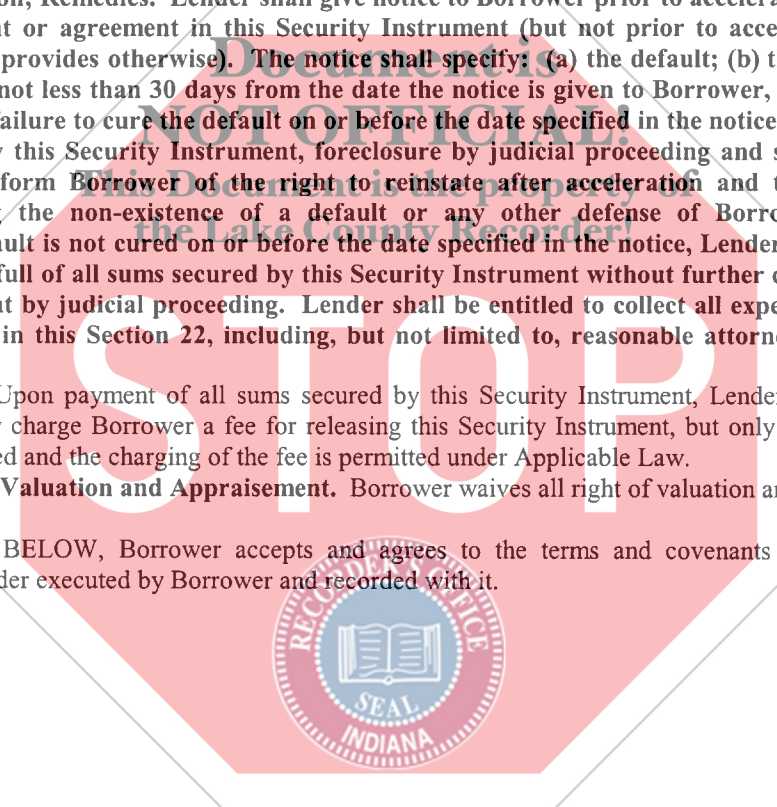 on; Remedies. Lender shall give notice to Borrower prior to accelera
nt or agreement in this Security Instrument (but not prior to acce
provides otherwise). The notice shall specify: (a) the default; (b) t
not less than 30 days from the date the notice is given to Borrower,
failure to cure the default on or before the date specified in the notice
y this Security Instrument, foreclosure by judicial proceeding and s
form Borrower of the right to reinstate after acceleration and t
the non-existence of a default or any other defense of Borro
ault is not cured on or before the date specified in the notice, Lender
full of all sums secured by this Security Instrument without further d
nt by judicial proceeding. Lender shall be entitled to collect all expe
in this Section 22, including, but not limited to, reasonable attorne
Upon payment of all sums secured by this Security Instrument, Lender
y charge Borrower a fee for releasing this Security Instrument, but only
ed and the charging of the fee is permitted under Applicable Law.
Valuation and Appraisement. Borrower waives all right of valuation a
BELOW, Borrower accepts and agrees to the terms and covenants
der executed by Borrower and recorded with it.
Document is
NOT OFFICIAL!
This Document is the property of
the Lake County Recorder!
STOP
RECORDER'S OFFICE
SEAL
INDIANA